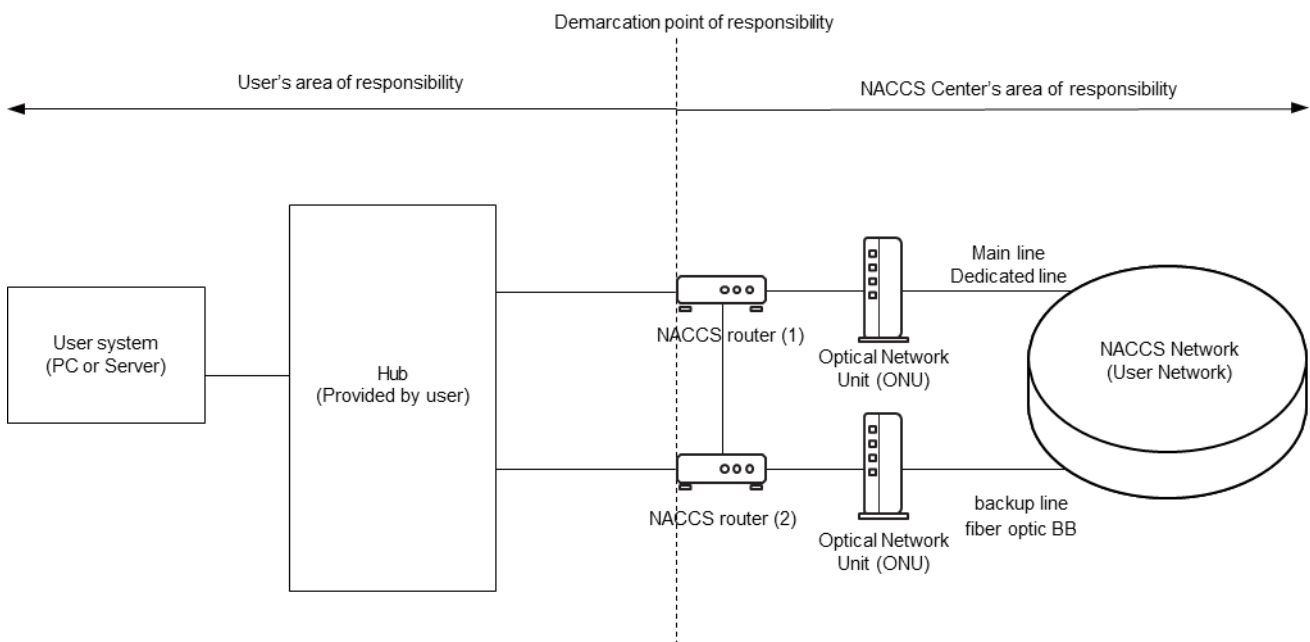 Demarcation point of responsibility
User's area of responsibility
NACCS Center's area of responsibility
Main line
Dedicated line
User system
(PC or Server)
Hub
(Provided by user)
NACCS router (1)
Optical Network
Unit (ONU)
NACCS Network
(User Network)
NACCS router (2)
Optical Network
Unit (ONU)
backup line
fiber optic BB